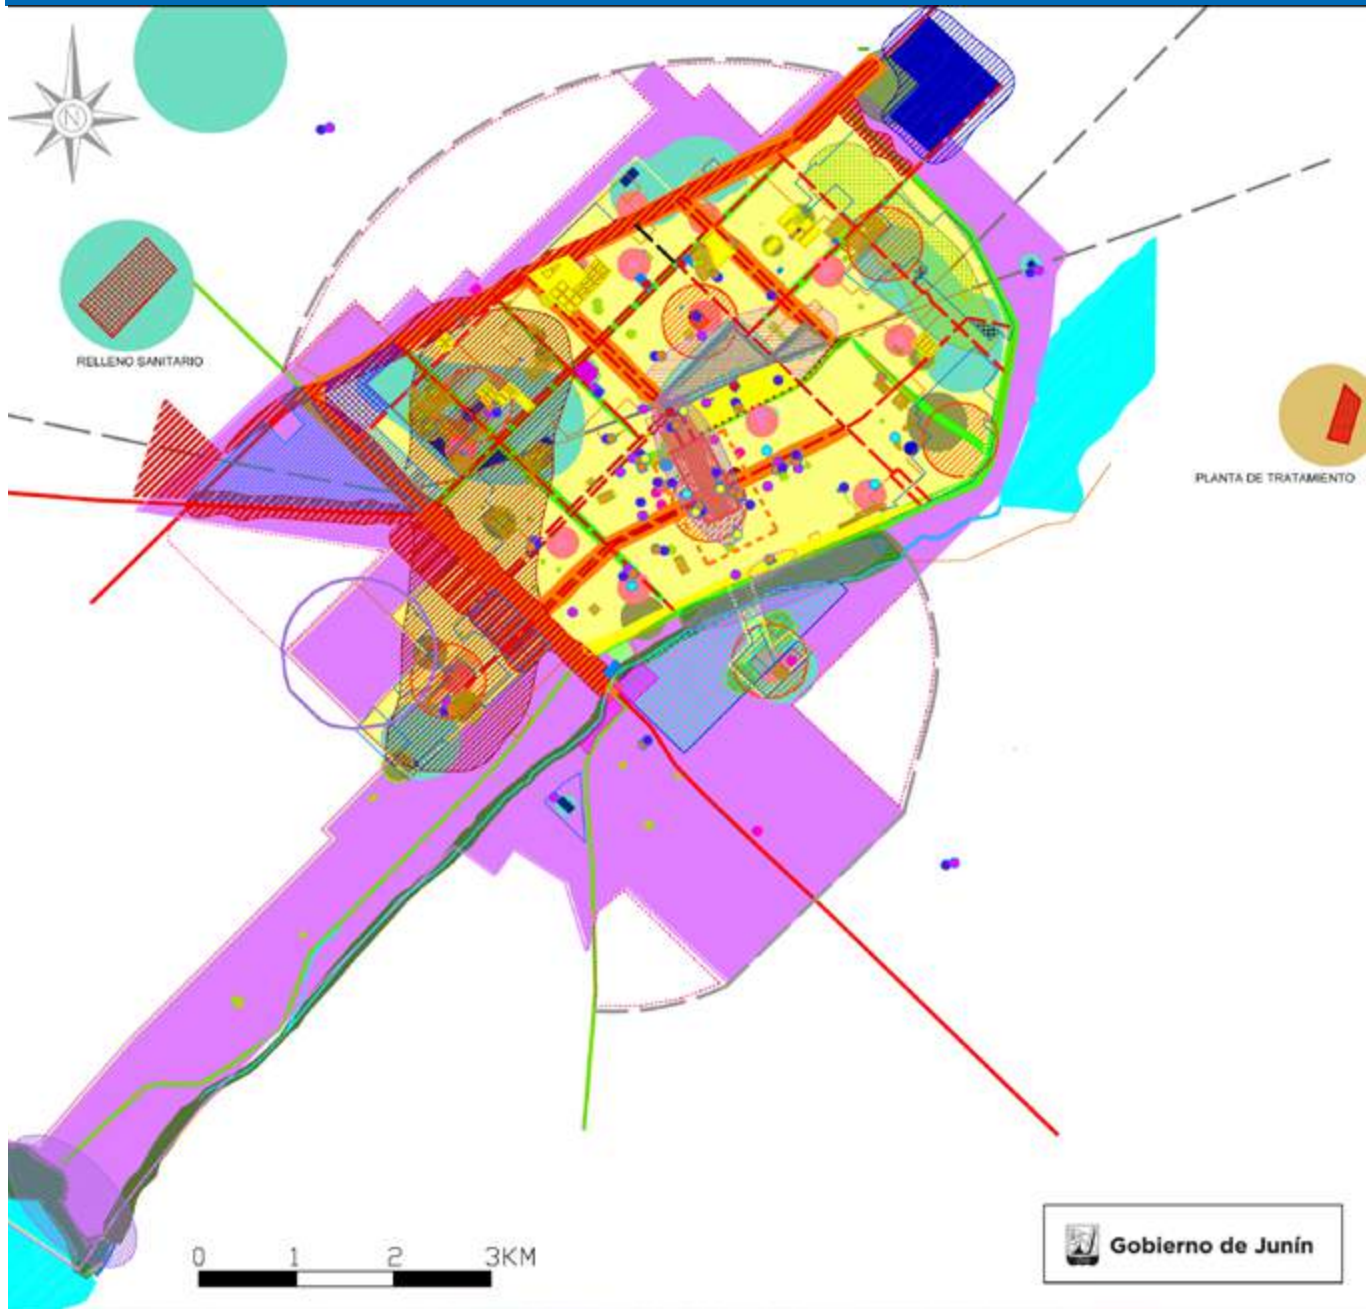 N
RELLENO SANITARIO
PLANTA DE TRATAMIENTO
0 1 2 3KM
Gobierno de Junín